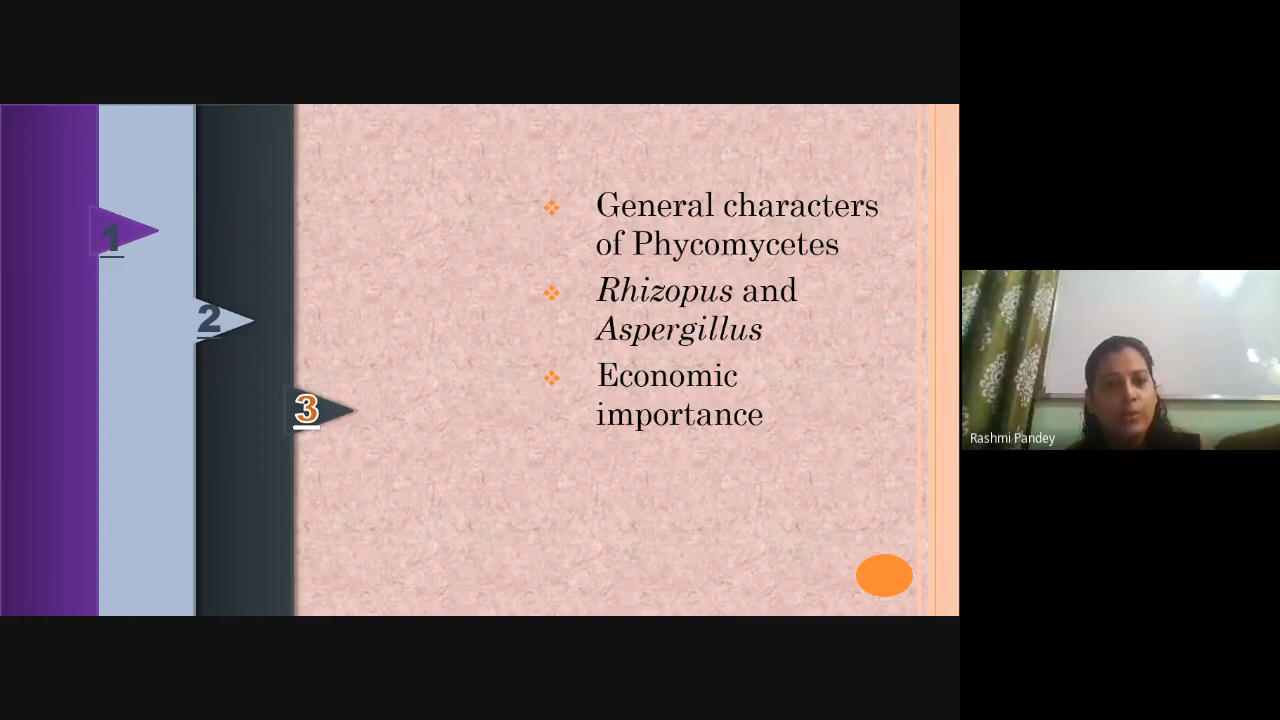 1
2
3
❖ General characters
of Phycomycetes
❖ Rhizopus and
Aspergillus
❖ Economic
importance
Rashmi Pandey